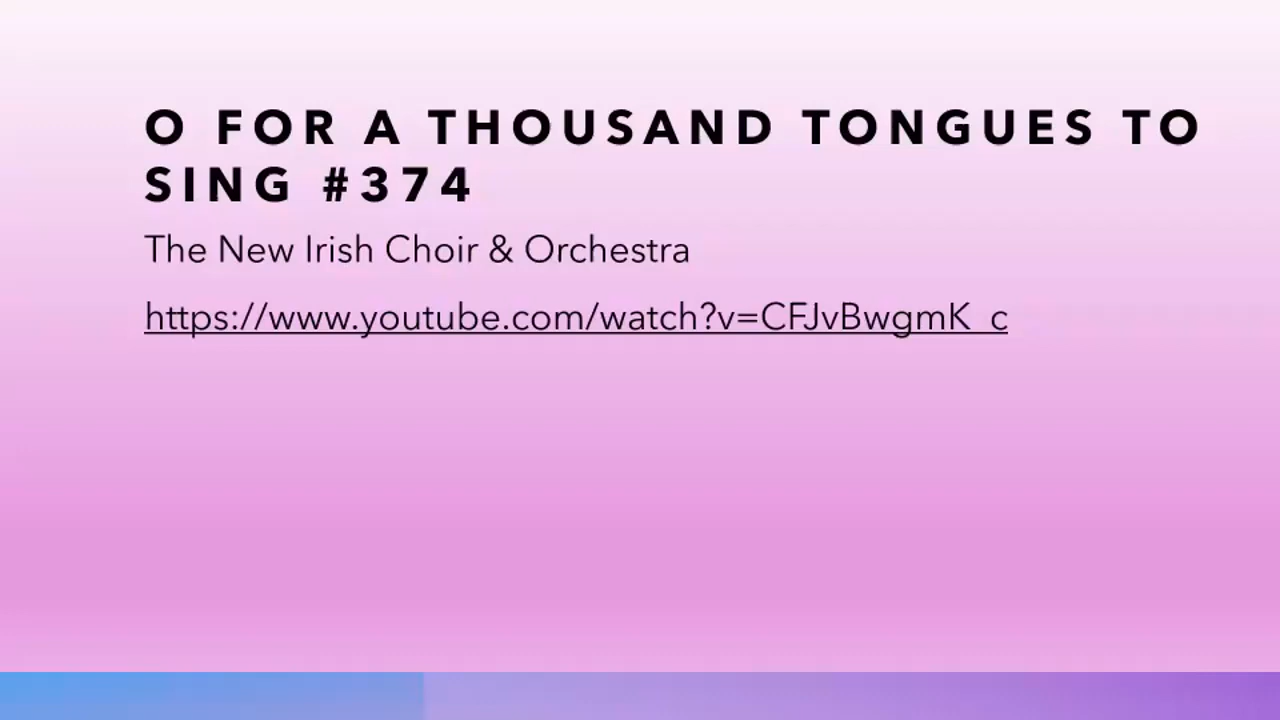 O FOR A THOUSAND TONGUES TO
SING #374
The New Irish Choir & Orchestra
https://www.youtube.com/watch?v=CFJvBwgmK_c